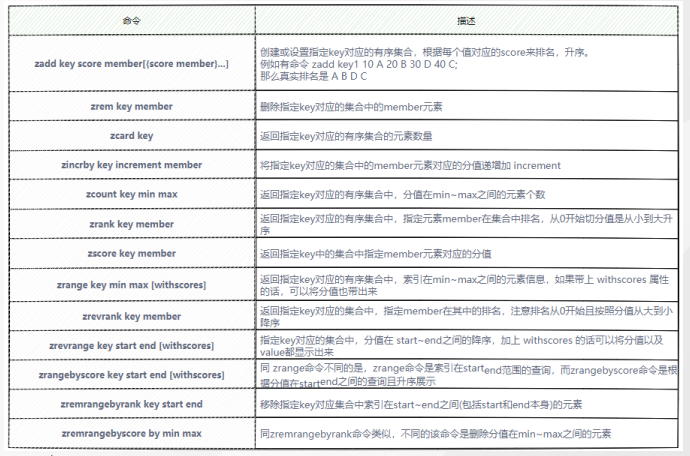 命令 描述
zadd key score member[(score member)...]
创建或设置指定key对应的有序集合，根据每个值对应的score来排名，升序。
例如有命令 zadd key1 10 A 20 B 30 D 40 C;
那么真实排名是 A B D C
zrem key member 删除指定key对应的集合中的member元素
zcard key 返回指定key对应的有序集合的元素数量
zincrby key increment member 将指定key对应的集合中的member元素对应的分值递增加 increment
zcount key min max 返回指定key对应的有序集合中，分值在min~max之间的元素个数
zrank key member 返回指定key对应的有序集合中，指定元素member在集合中排名，从0开始切分值是从小到大升
序
zscore key member 返回指定key中的集合中指定member元素对应的分值
zrange key min max [withscores] 返回指定key对应的有序集合中，索引在min~max之间的元素信息，如果带上 withscores 属性
的话，可以将分值也带出来
zrevrank key member 返回指定key对应的集合中，指定member在其中的排名，注意排名从0开始且按照分值从大到小
降序
zrevrange key start end [withscores] 指定key对应的集合中，分值在 start~end之间的降序，加上 withscores 的话可以将分值以及
value都显示出来
zrangebyscore key start end [withscores] 同 zrange命令不同的是，zrange命令是索引在start end范围的查询，而zrangebyscore命令是根
据分值在start end之间的查询且升序展示
zremrangebyrank key start end 移除指定key对应集合中索引在start~end之间(包括start和end本身)的元素
zremrangebyscore by min max 同zremrangebyrank命令类似，不同的该命令是删除分值在min~max之间的元素